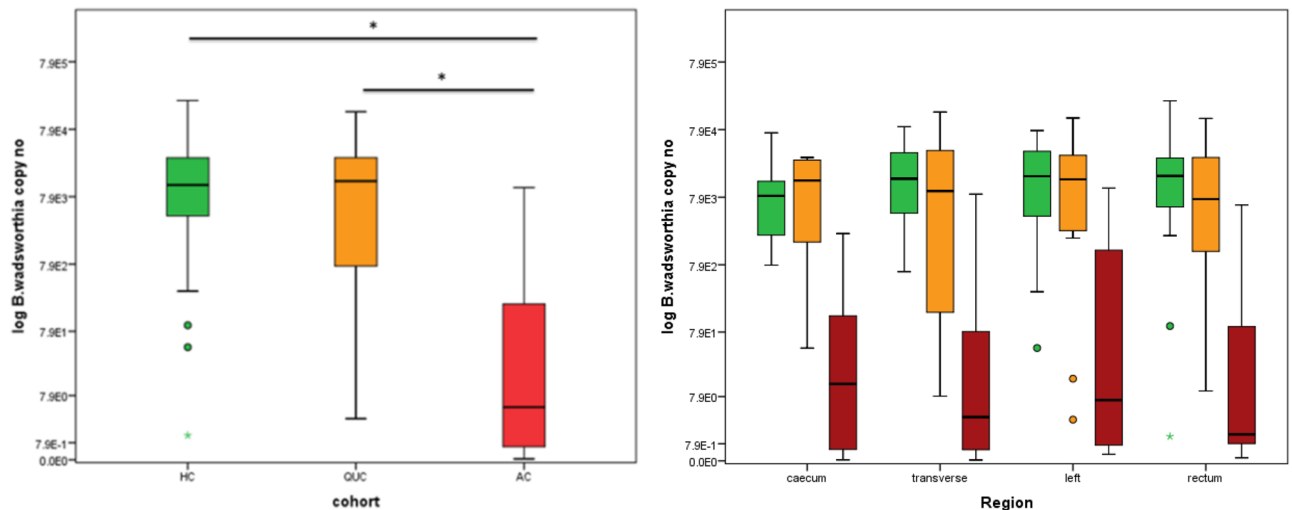 *
*
7.9E5
7.9E4
7.9E3
7.9E2
7.9E1
7.9E0
7.9E-1
0.0E0
log B.wadsworthia copy no
HC
QUC
AC
cohort
7.9E5
7.9E4
7.9E3
7.9E2
7.9E1
7.9E0
7.9E-1
0.0E0
log B.wadsworthia copy no
caecum
transverse
left
rectum
Region